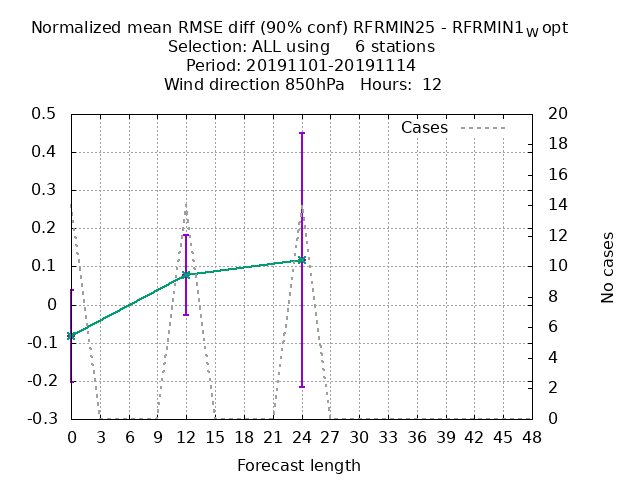 Normalized mean RMSE diff (90% conf) RFRMIN25 - RFRMIN1Wopt
Selection: ALL using     6 stations
Period: 20191101-20191114
Wind direction 850hPa   Hours:  12
Cases
0.5
0.4
0.3
0.2
0.1
0
-0.1
-0.2
-0.3
20
18
16
14
12
10
8
6
4
2
0
No cases
0 3 6 9 12 15 18 21 24 27 30 33 36 39 42 45 48
Forecast length